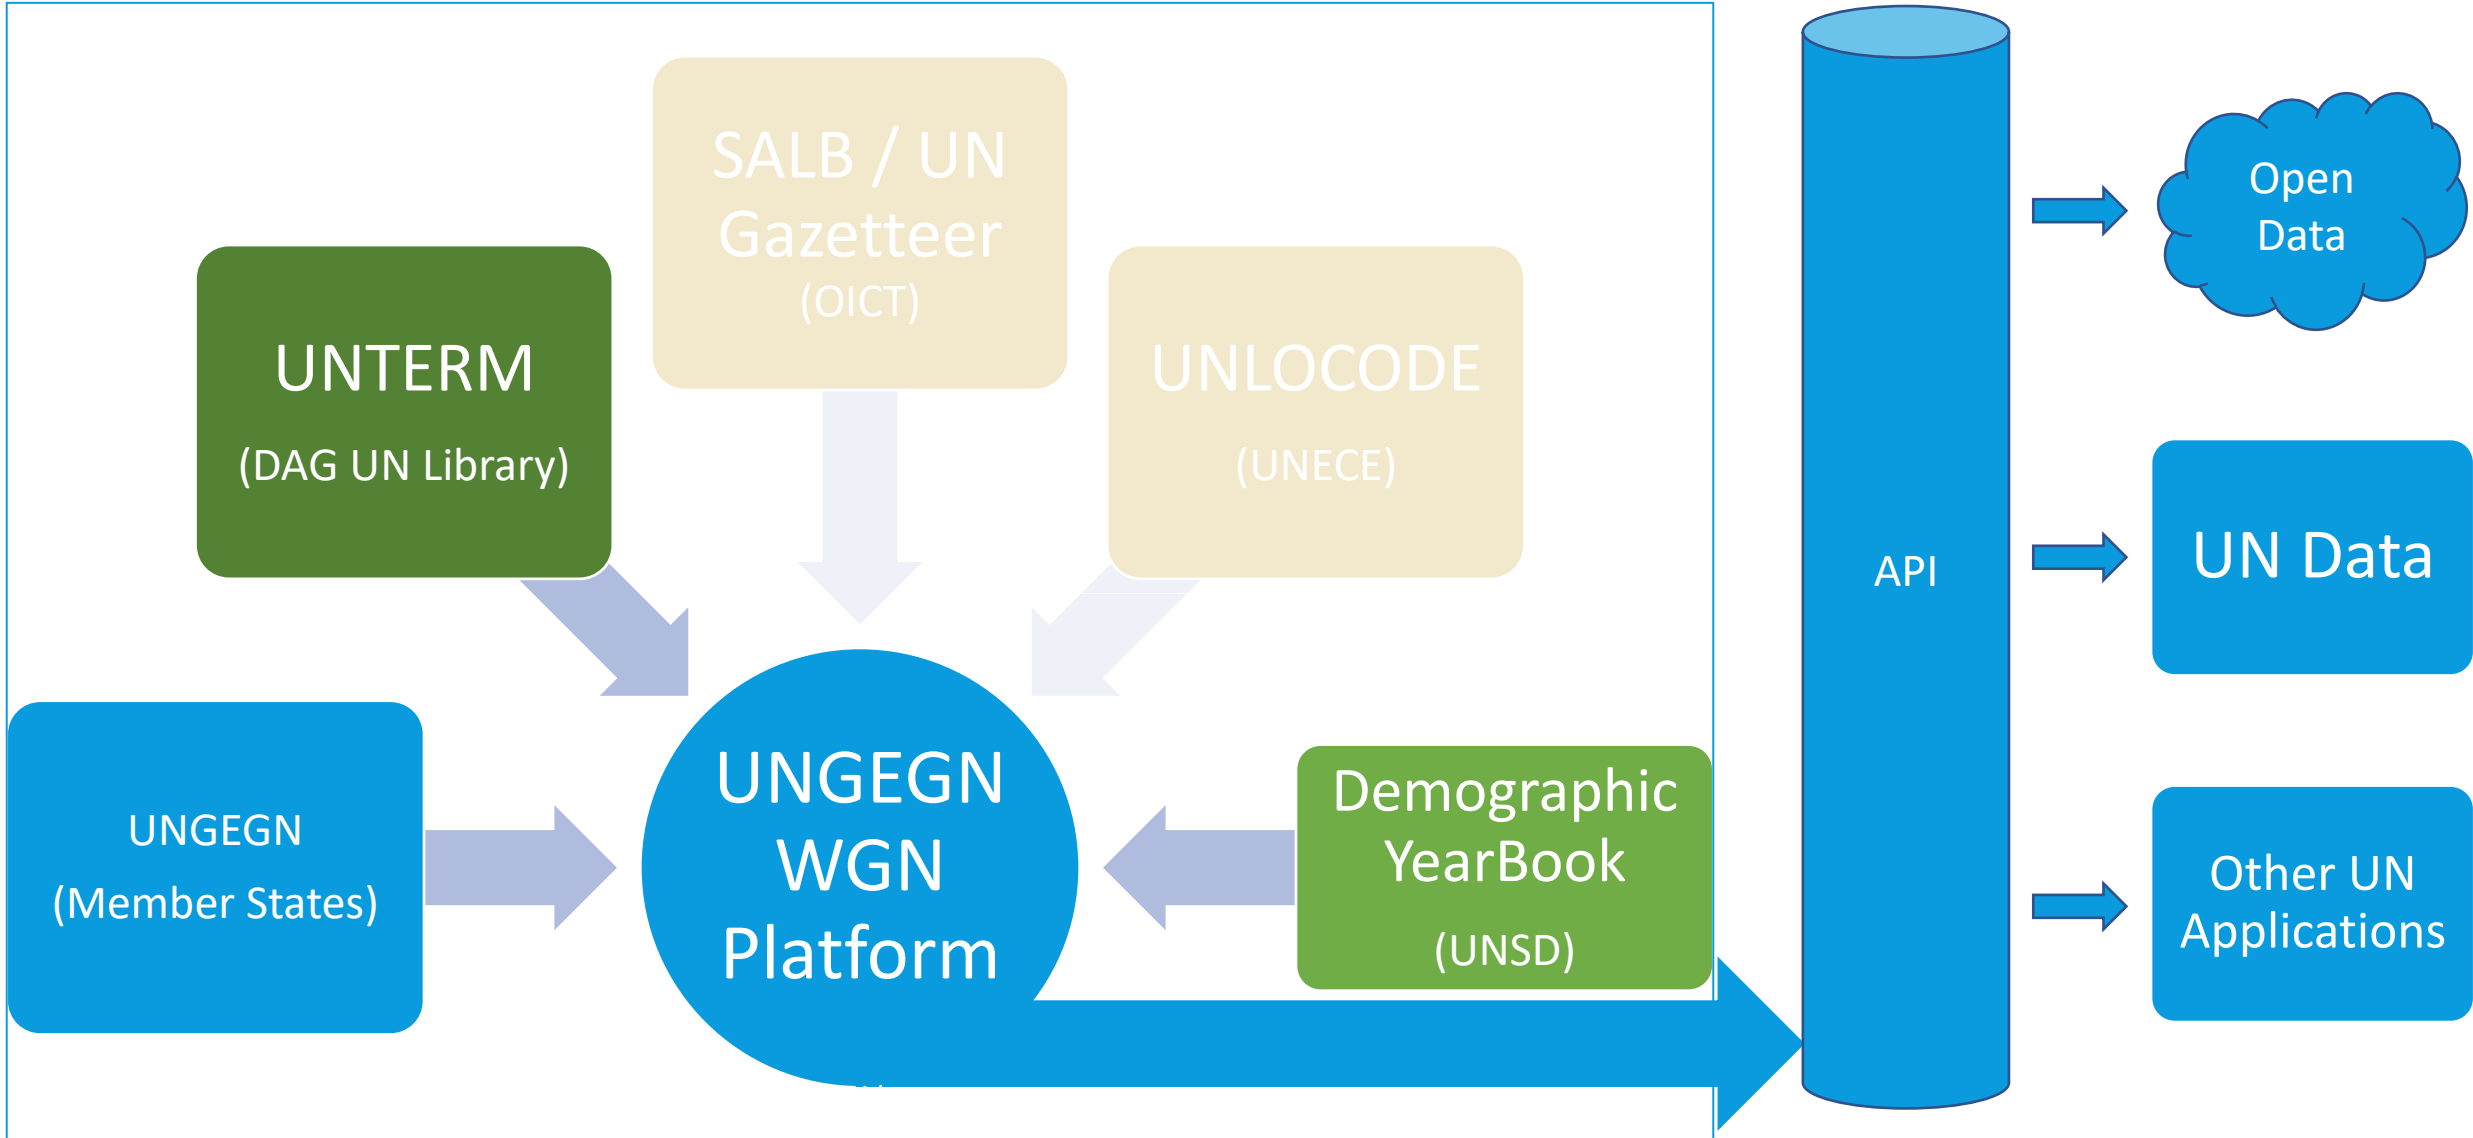 SALB / UN
Gazetteer
(OICT)
UNTERM
(DAG UN Library)
UNLOCODE
(UNECE)
UNGEGN
(Member States)
UNGEGN
WGN
Platform
Demographic
YearBook
(UNSD)
API
Open
Data
UN Data
Other UN
Applications